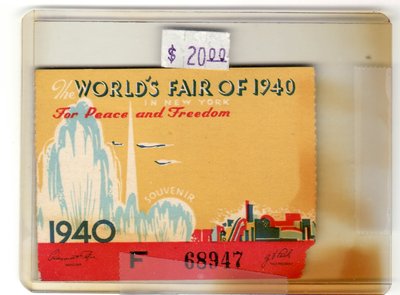 $ 20.00
The WORLD'S FAIR OF 1940
IN NEW YORK
For Peace and Freedom
SOUVENIR
1940
F 68947